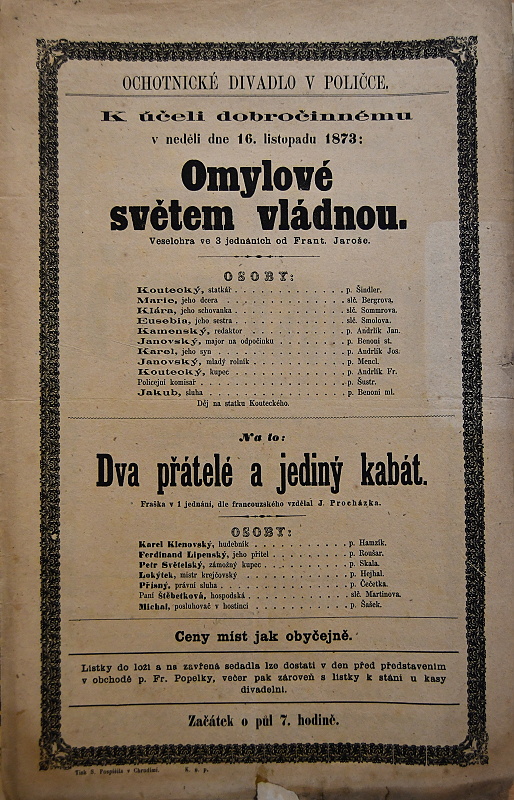 OCHOTNICKÉ DIVADLO V POLIČCE.
K účeli dobročinnému
v neděli dne 16. listopadu 1873:
Omylové
světem vládnou.
Veselohra ve 3 jednáních od Frant. Jaroše.
OSOBY:
Koutecký, statkář . . . . . . . . . . . . . p. Šindler.
Marie, jeho dcera . . . . . . . . . . . . . slč. Bergrova.
Klára, jeho schovanka . . . . . . . . . . . . . slč. Sommrova.
Eusebia, jeho sestra . . . . . . . . . . . . . slč. Smolova.
Kamenský, redaktor . . . . . . . . . . . . . p. Andrlík Jan.
Janovský, major na odpočinku . . . . . . . . . . p. Benoni st.
Karel, jeho syn . . . . . . . . . . . . . p. Andrlík Jos.
Janovský, mladý rolník . . . . . . . . . . . . p. Mencl.
Koutecký, kupec . . . . . . . . . . . . . p. Andrlík Fr.
Policejní komisař . . . . . . . . . . . . . p. Šustr.
Jakub, sluha . . . . . . . . . . . . . p. Benoni ml.
Děj na statku Kouteckého.
Na to:
Dva přátelé a jediný kabát.
Fraška v 1 jednání, dle francouzského vzdělal J. Procházka.
OSOBY:
Karel Klenovský, hudebník . . . . . . . . . . p. Hamzík.
Ferdinand Lipenský, jeho přítel . . . . . . . . . p. Roušar.
Petr Světelský, zámožný kupec . . . . . . . . . p. Skala.
Lokýtek, mistr krejčovský . . . . . . . . . . p. Hejhal.
Přísný, právní sluha . . . . . . . . . . . . p. Čečetka.
Paní Štěbetková, hospodská . . . . . . . . . . slč. Martinova.
Michal, posluhovač v hostinci . . . . . . . . . p. Šašek.
Ceny míst jak obyčejně.
Lístky do loží a na zavřená sedadla lze dostati v den před představením
v obchodě p. Fr. Popelky, večer pak zároveň s lístky k stání u kasy
divadelní.
Začátek o půl 7. hodině.
Tisk S. Pospíšila v Chrudimi. S. o. p.